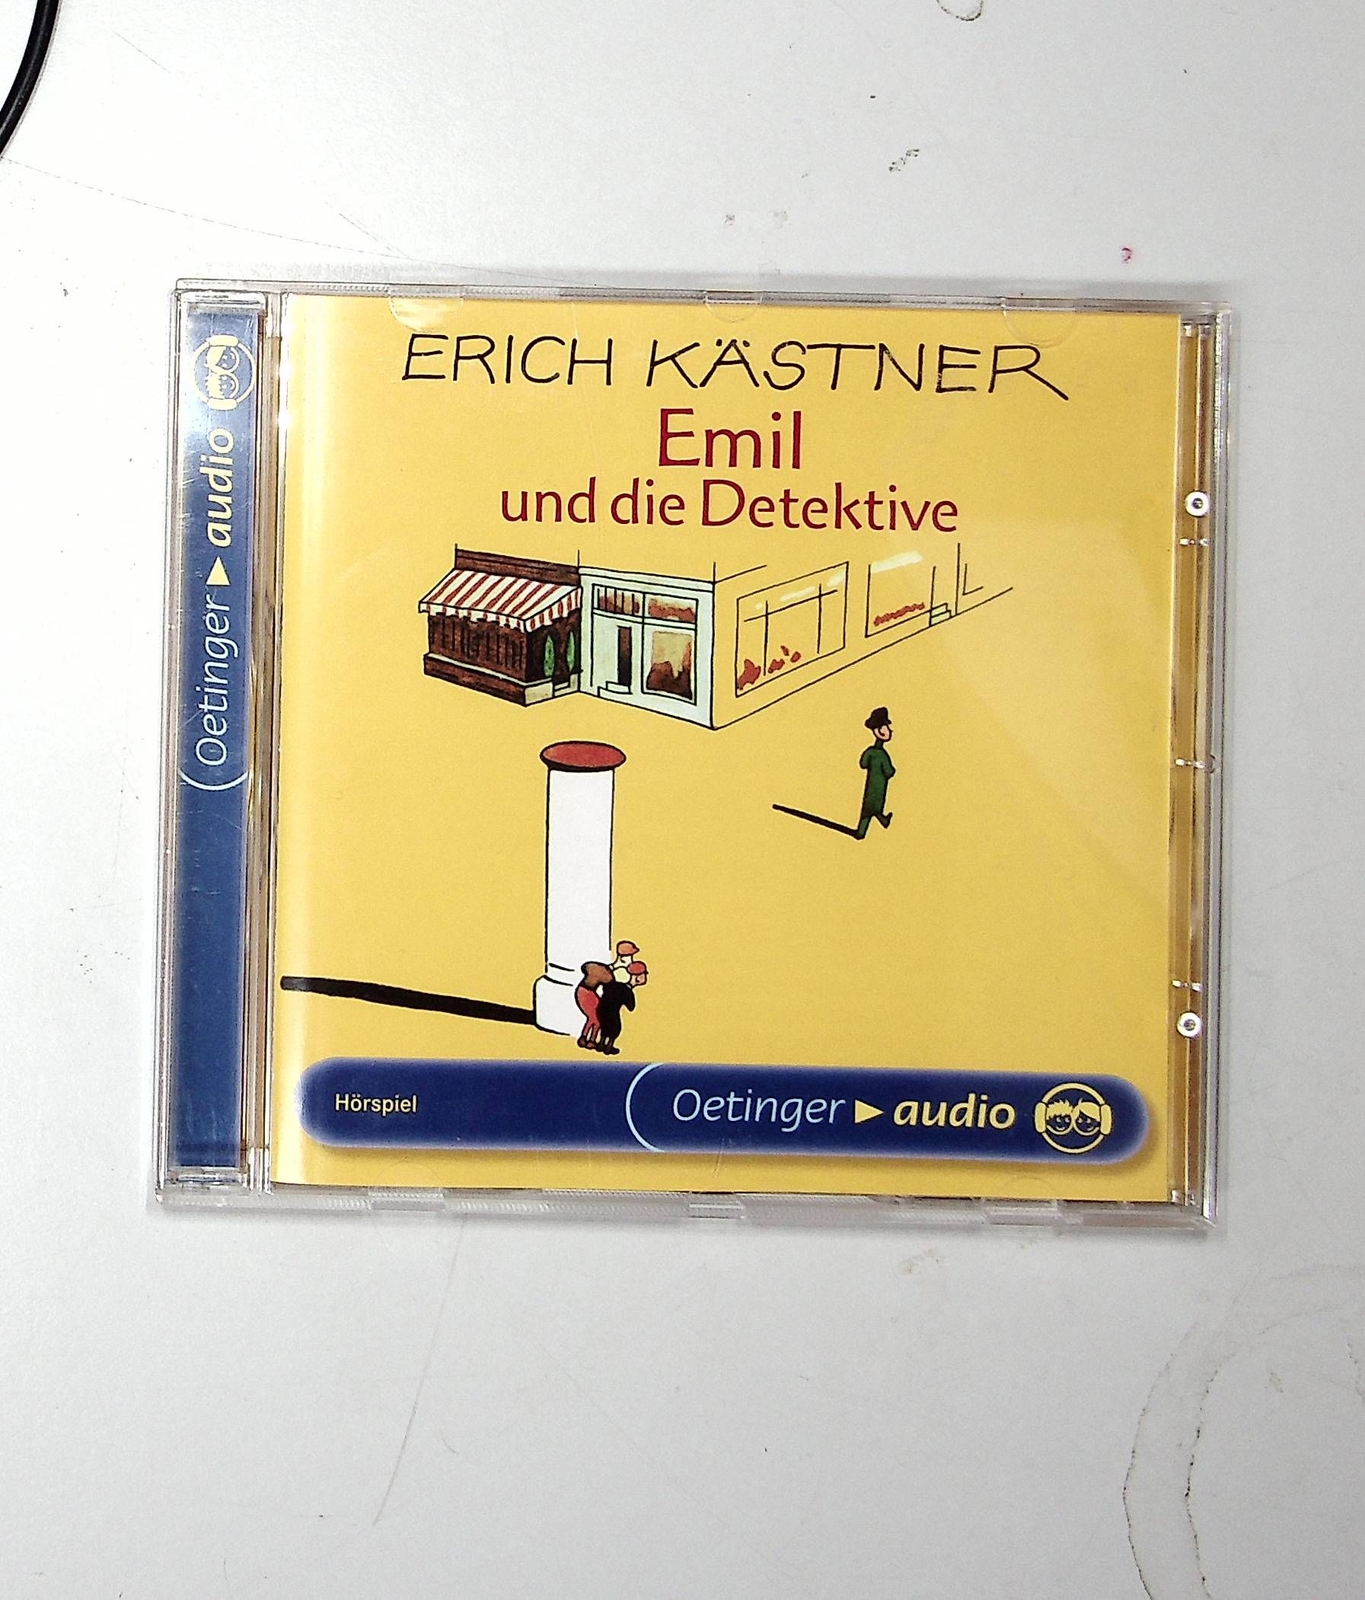 ERICH KÄSTNER
Emil
und die Detektive
Hörspiel
Oetinger audio
Oetinger audio